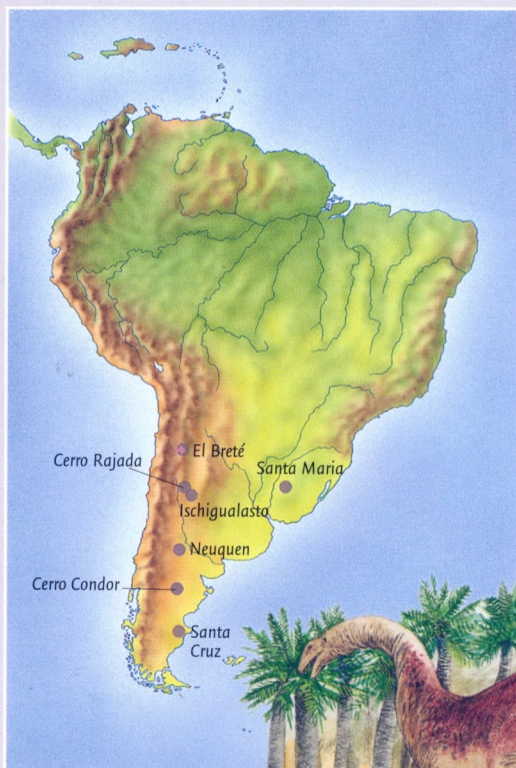 El Breté
Cerro Rajada
Santa Maria
Ischigualasto
Neuquen
Cerro Condor
Santa
Cruz